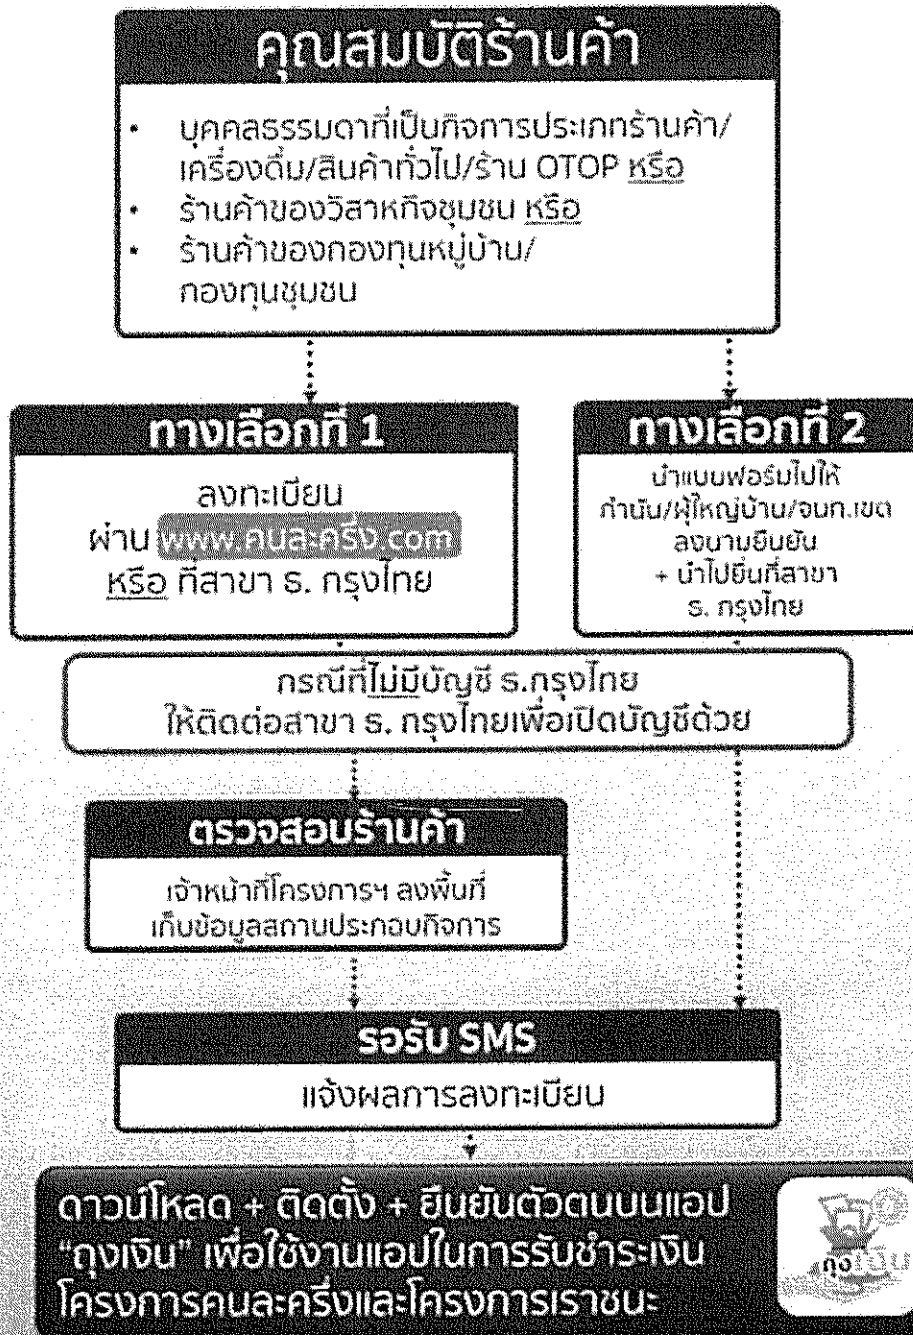 คุณสมบัติร้านค้า
• บุคคลธรรมดาที่เป็นกิจการประเภทร้านค้า/
เครื่องดื่ม/สินค้าทั่วไป/ร้าน OTOP หรือ
• ร้านค้าของวิสาหกิจชุมชน หรือ
• ร้านค้าของกองทุนหมู่บ้าน/
กองทุนชุมชน
ทางเลือกที่ 1
ลงทะเบียน
ผ่าน www.คนละครึ่ง.com
หรือ ที่สาขา ธ. กรุงไทย
ทางเลือกที่ 2
นำแบบฟอร์มไปให้
กำนัน/ผู้ใหญ่บ้าน/จนท.เขต
ลงนามยืนยัน
+ นำไปยื่นที่สาขา
ธ. กรุงไทย
กรณีที่ไม่มีบัญชี ธ.กรุงไทย
ให้ติดต่อสาขา ธ. กรุงไทยเพื่อเปิดบัญชีด้วย
ตรวจสอบร้านค้า
เจ้าหน้าที่โครงการฯ ลงพื้นที่
เก็บข้อมูลสถานประกอบกิจการ
รอรับ SMS
แจ้งผลการลงทะเบียน
ดาวน์โหลด + ติดตั้ง + ยืนยันตัวตนบนแอป
“ถุงเงิน” เพื่อใช้งานแอปในการรับชำระเงิน
โครงการคนละครึ่งและโครงการเราชนะ
ถุงเงิน